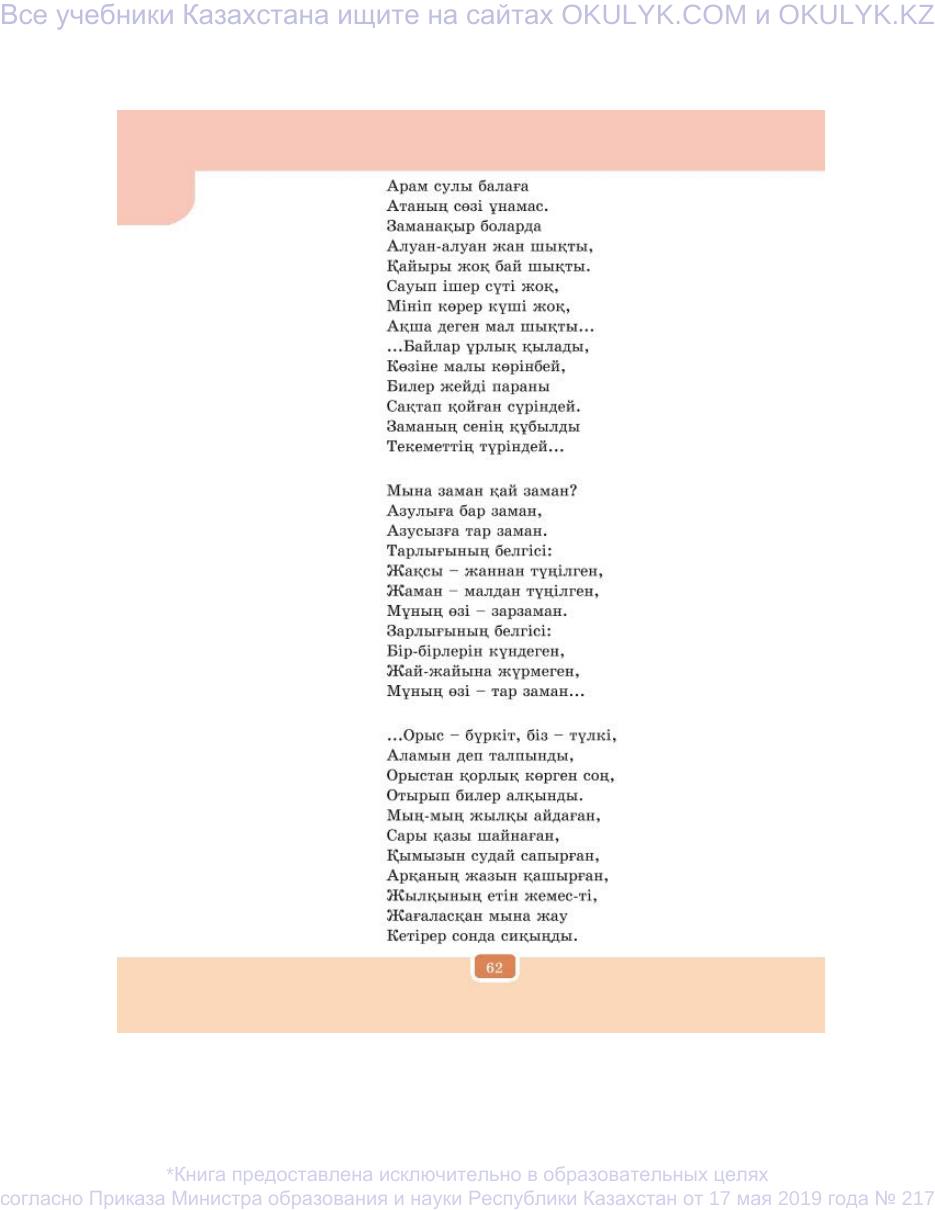 Все учебники Казахстана ищите на сайтах OKULYK.COM и OKULYK.KZ
Арам сулы балаға
Атаның сөзі ұнамас.
Заманақыр боларда
Алуан-алуан жан шықты,
Қайыры жоқ бай шықты.
Сауып ішер сүті жоқ,
Мініп көрер күші жоқ,
Ақша деген мал шықты...
...Байлар ұрлық қылады,
Көзіне малы көрінбей,
Билер жейді параны
Сақтап қойған сүріндей.
Заманың сенің құбылды
Текеметтің түріндей...
Мына заман қай заман?
Азулыға бар заман,
Азусызға тар заман.
Тарлығының белгісі:
Жақсы – жаннан түңілген,
Жаман – малдан түңілген,
Мұның өзі – зарзаман.
Зарлығының белгісі:
Бір-бірлерін күндеген,
Жай-жайына жүрмеген,
Мұның өзі – тар заман...
...Орыс – бүркіт, біз – түлкі,
Аламын деп талпынды,
Орыстан қорлық көрген соң,
Отырып билер алқынды.
Мың-мың жылқы айдаған,
Сары қазы шайнаған,
Қымызын судай сапырған,
Арқаның жазын қашырған,
Жылқының етін жемес-ті,
Жағаласқан мына жау
Кетірер сонда сиқыңды.
62
*Книга предоставлена исключительно в образовательных целях
согласно Приказа Министра образования и науки Республики Казахстан от 17 мая 2019 года № 217